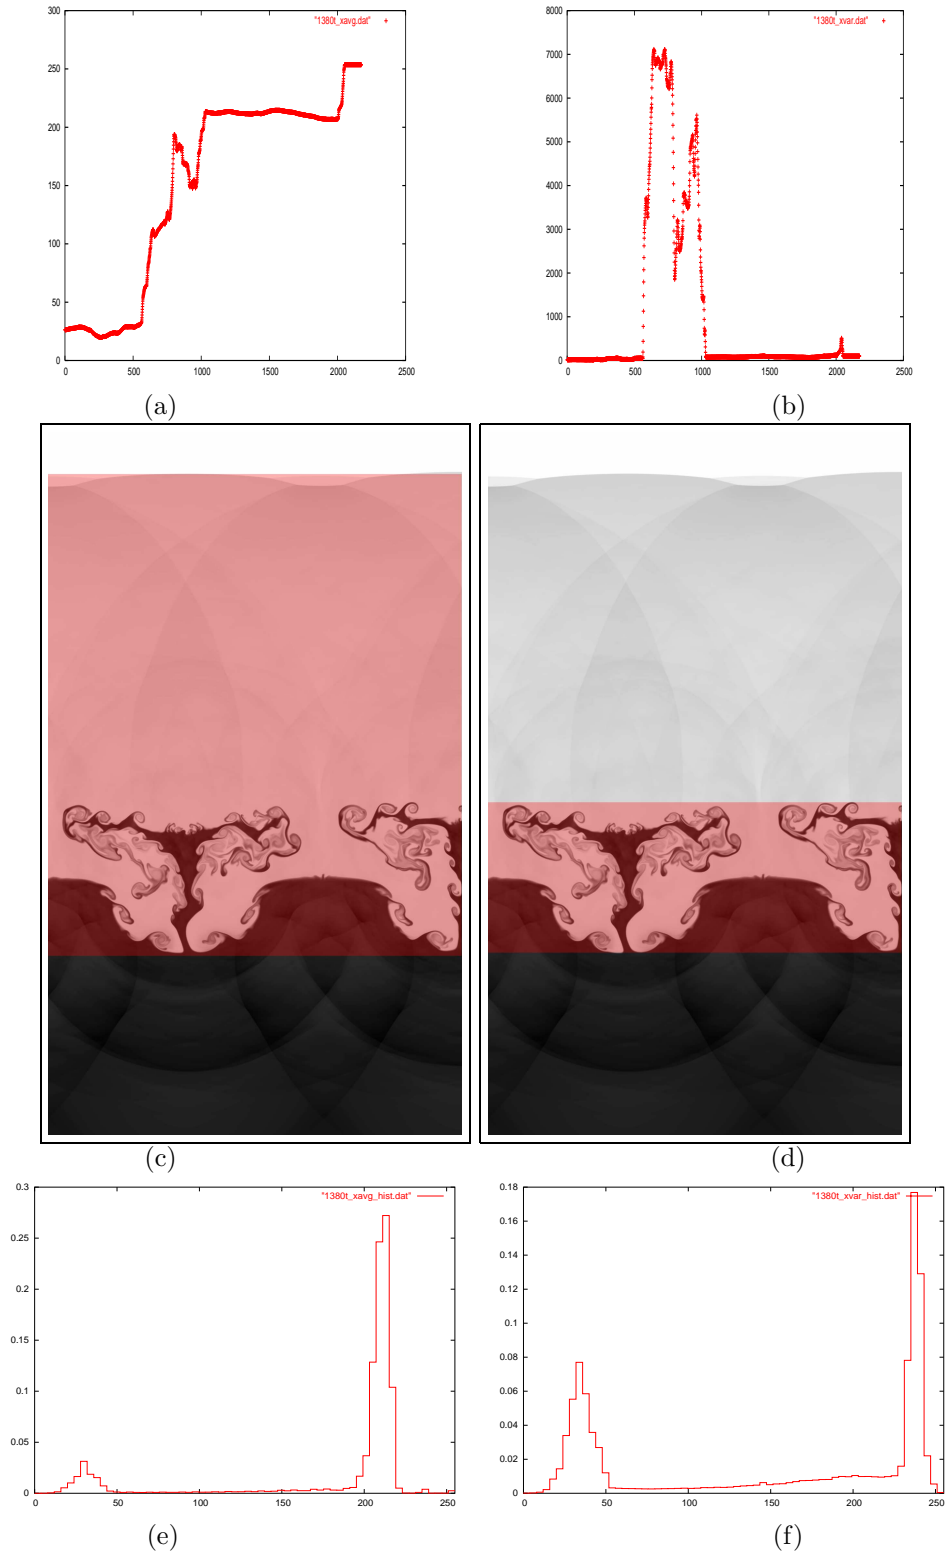 300
250
200
150
100
50
0
0 500 1000 1500 2000 2500
"1380t_xavg.dat"
(a)
8000
7000
6000
5000
4000
3000
2000
1000
0
0 500 1000 1500 2000 2500
"1380t_xvar.dat"
(b)
(c)
(d)
0.3
0.25
0.2
0.15
0.1
0.05
0
0 50 100 150 200 250
"1380t_xavg_hist.dat"
(e)
0.18
0.16
0.14
0.12
0.1
0.08
0.06
0.04
0.02
0
0 50 100 150 200 250
"1380t_xvar_hist.dat"
(f)